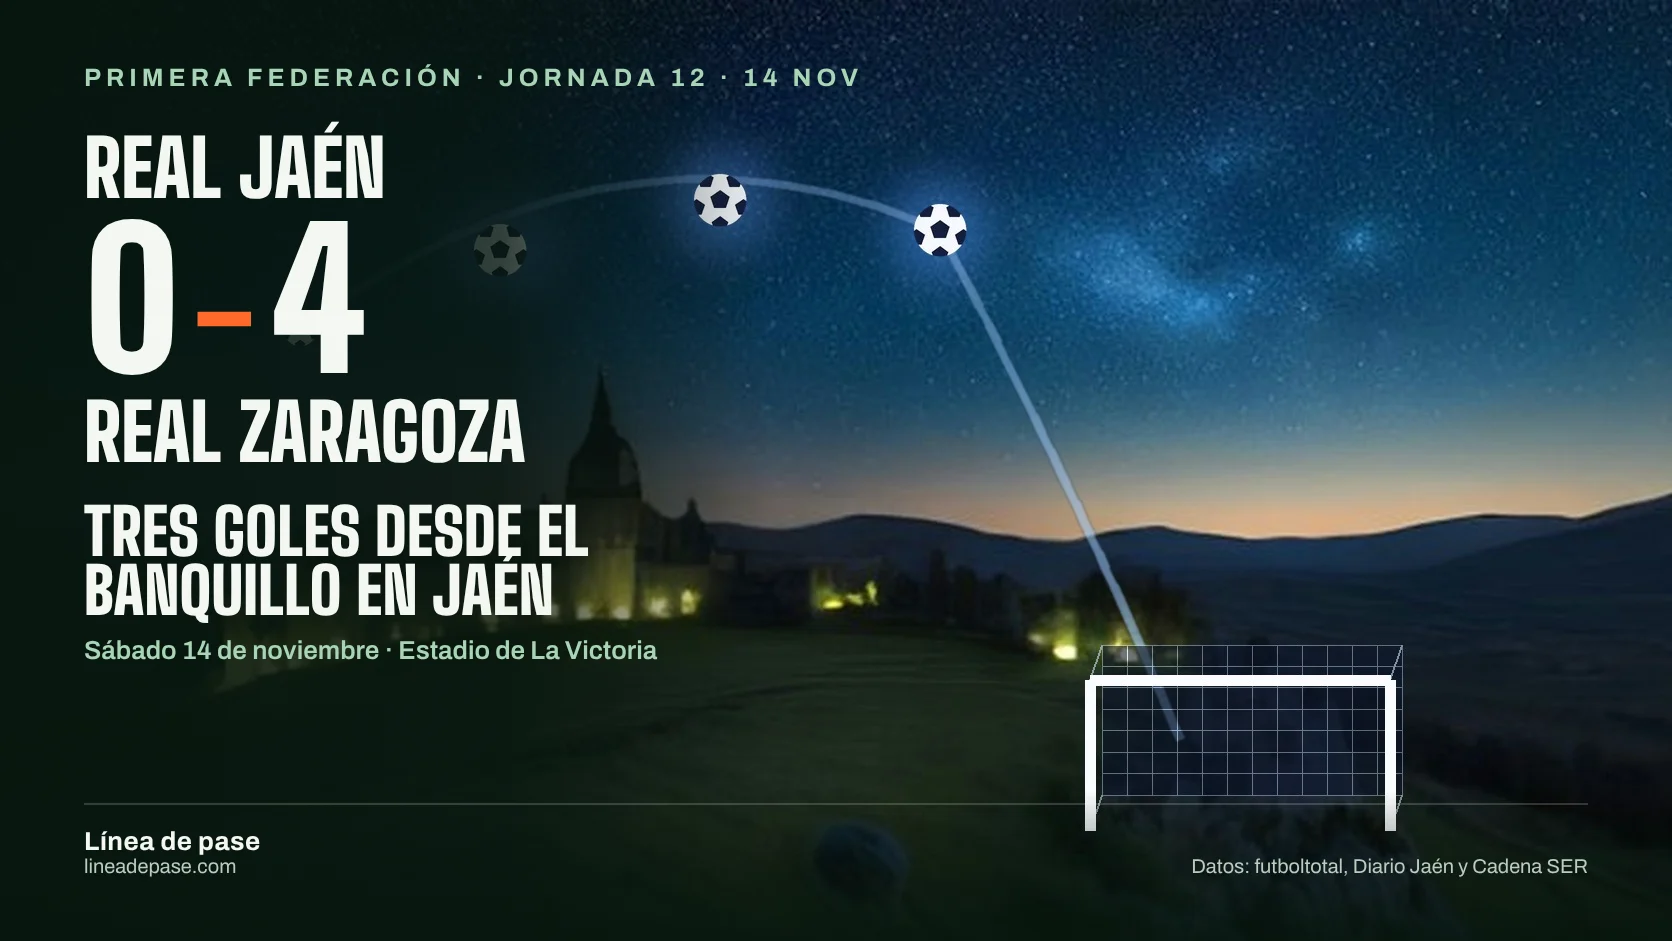 PRIMERA FEDERACIÓN · JORNADA 12 · 14 NOV
REAL JAÉN
0-4
REAL ZARAGOZA
TRES GOLES DESDE EL
BANQUILLO EN JAÉN
Sábado 14 de noviembre · Estadio de La Victoria
Línea de pase
lineadepase.com
Datos: futboltotal, Diario Jaén y Cadena SER